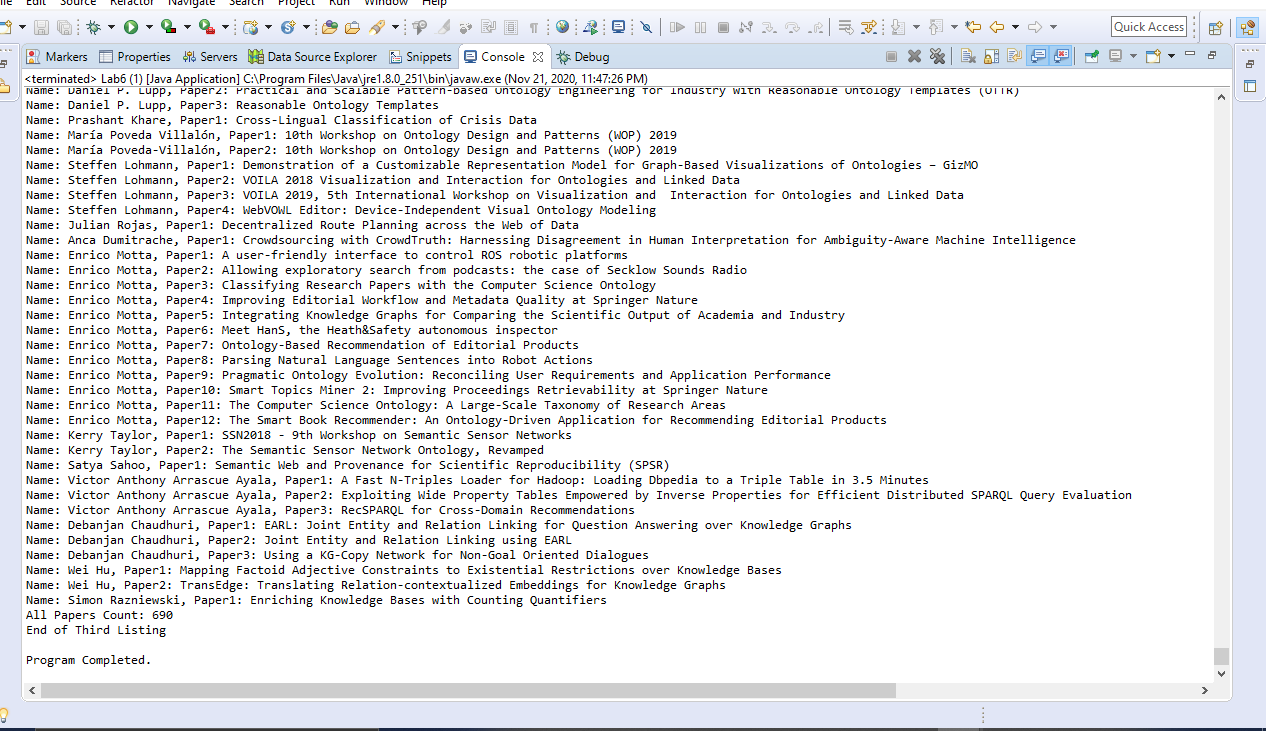 File Edit Source Refactor Navigate Search Project Run Window Help
Quick Access
Markers Properties Servers Data Source Explorer Snippets Console Debug
<terminated> Lab6 (1) [Java Application] C:\Program Files\Java\jre1.8.0_251\bin\javaw.exe (Nov 21, 2020, 11:47:26 PM)
Name: Daniel P. Lupp, Paper2: Practical and Scalable Pattern-based Ontology Engineering for Industry with Reasonable Ontology Templates (OTTR)
Name: Daniel P. Lupp, Paper3: Reasonable Ontology Templates
Name: Prashant Khare, Paper1: Cross-Lingual Classification of Crisis Data
Name: María Poveda Villalón, Paper1: 10th Workshop on Ontology Design and Patterns (WOP) 2019
Name: María Poveda-Villalón, Paper2: 10th Workshop on Ontology Design and Patterns (WOP) 2019
Name: Steffen Lohmann, Paper1: Demonstration of a Customizable Representation Model for Graph-Based Visualizations of Ontologies – GizMO
Name: Steffen Lohmann, Paper2: VOILA 2018 Visualization and Interaction for Ontologies and Linked Data
Name: Steffen Lohmann, Paper3: VOILA 2019, 5th International Workshop on Visualization and  Interaction for Ontologies and Linked Data
Name: Steffen Lohmann, Paper4: WebVOWL Editor: Device-Independent Visual Ontology Modeling
Name: Julian Rojas, Paper1: Decentralized Route Planning across the Web of Data
Name: Anca Dumitrache, Paper1: Crowdsourcing with CrowdTruth: Harnessing Disagreement in Human Interpretation for Ambiguity-Aware Machine Intelligence
Name: Enrico Motta, Paper1: A user-friendly interface to control ROS robotic platforms
Name: Enrico Motta, Paper2: Allowing exploratory search from podcasts: the case of Secklow Sounds Radio
Name: Enrico Motta, Paper3: Classifying Research Papers with the Computer Science Ontology
Name: Enrico Motta, Paper4: Improving Editorial Workflow and Metadata Quality at Springer Nature
Name: Enrico Motta, Paper5: Integrating Knowledge Graphs for Comparing the Scientific Output of Academia and Industry
Name: Enrico Motta, Paper6: Meet HanS, the Heath&Safety autonomous inspector
Name: Enrico Motta, Paper7: Ontology-Based Recommendation of Editorial Products
Name: Enrico Motta, Paper8: Parsing Natural Language Sentences into Robot Actions
Name: Enrico Motta, Paper9: Pragmatic Ontology Evolution: Reconciling User Requirements and Application Performance
Name: Enrico Motta, Paper10: Smart Topics Miner 2: Improving Proceedings Retrievability at Springer Nature
Name: Enrico Motta, Paper11: The Computer Science Ontology: A Large-Scale Taxonomy of Research Areas
Name: Enrico Motta, Paper12: The Smart Book Recommender: An Ontology-Driven Application for Recommending Editorial Products
Name: Kerry Taylor, Paper1: SSN2018 - 9th Workshop on Semantic Sensor Networks
Name: Kerry Taylor, Paper2: The Semantic Sensor Network Ontology, Revamped
Name: Satya Sahoo, Paper1: Semantic Web and Provenance for Scientific Reproducibility (SPSR)
Name: Victor Anthony Arrascue Ayala, Paper1: A Fast N-Triples Loader for Hadoop: Loading Dbpedia to a Triple Table in 3.5 Minutes
Name: Victor Anthony Arrascue Ayala, Paper2: Exploiting Wide Property Tables Empowered by Inverse Properties for Efficient Distributed SPARQL Query Evaluation
Name: Victor Anthony Arrascue Ayala, Paper3: RecSPARQL for Cross-Domain Recommendations
Name: Debanjan Chaudhuri, Paper1: EARL: Joint Entity and Relation Linking for Question Answering over Knowledge Graphs
Name: Debanjan Chaudhuri, Paper2: Joint Entity and Relation Linking using EARL
Name: Debanjan Chaudhuri, Paper3: Using a KG-Copy Network for Non-Goal Oriented Dialogues
Name: Wei Hu, Paper1: Mapping Factoid Adjective Constraints to Existential Restrictions over Knowledge Bases
Name: Wei Hu, Paper2: TransEdge: Translating Relation-contextualized Embeddings for Knowledge Graphs
Name: Simon Razniewski, Paper1: Enriching Knowledge Bases with Counting Quantifiers
All Papers Count: 690
End of Third Listing
Program Completed.